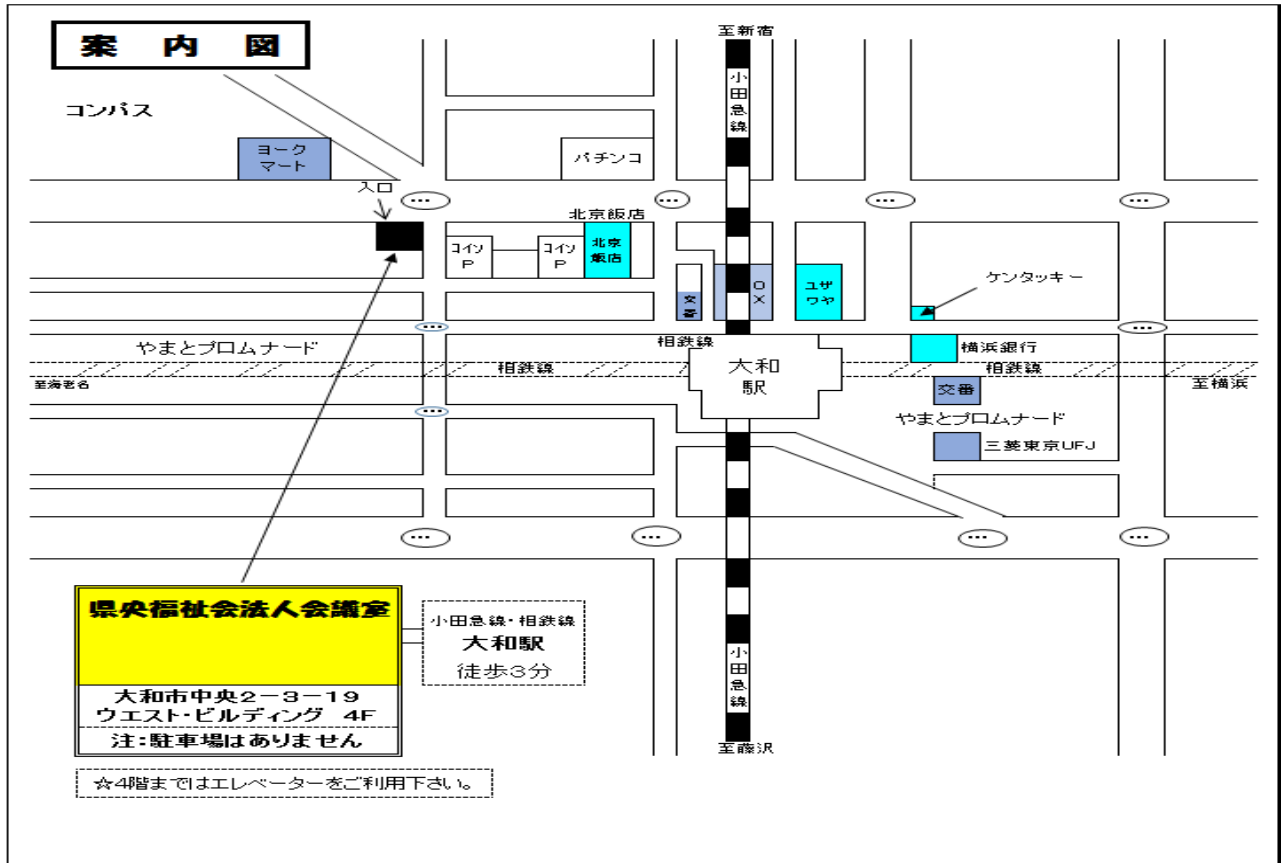 案 内 図
至新宿
小田急線
コンパス
ヨーク
マート
パチンコ
入口
北京飯店
コイン
P
コイン
P
北京
飯店
交番
OX
ユザ
ワヤ
ケンタッキー
やまとプロムナード
相鉄線
横浜銀行
相鉄線
大和
駅
相鉄線
至海老名
至横浜
交番
やまとプロムナード
三菱東京UFJ
県央福祉会法人会議室
大和市中央2-3-19
ウエスト・ビルディング 4F
注:駐車場はありません
小田急線・相鉄線
大和駅
徒歩3分
小田急線
至藤沢
☆4階まではエレベーターをご利用下さい。